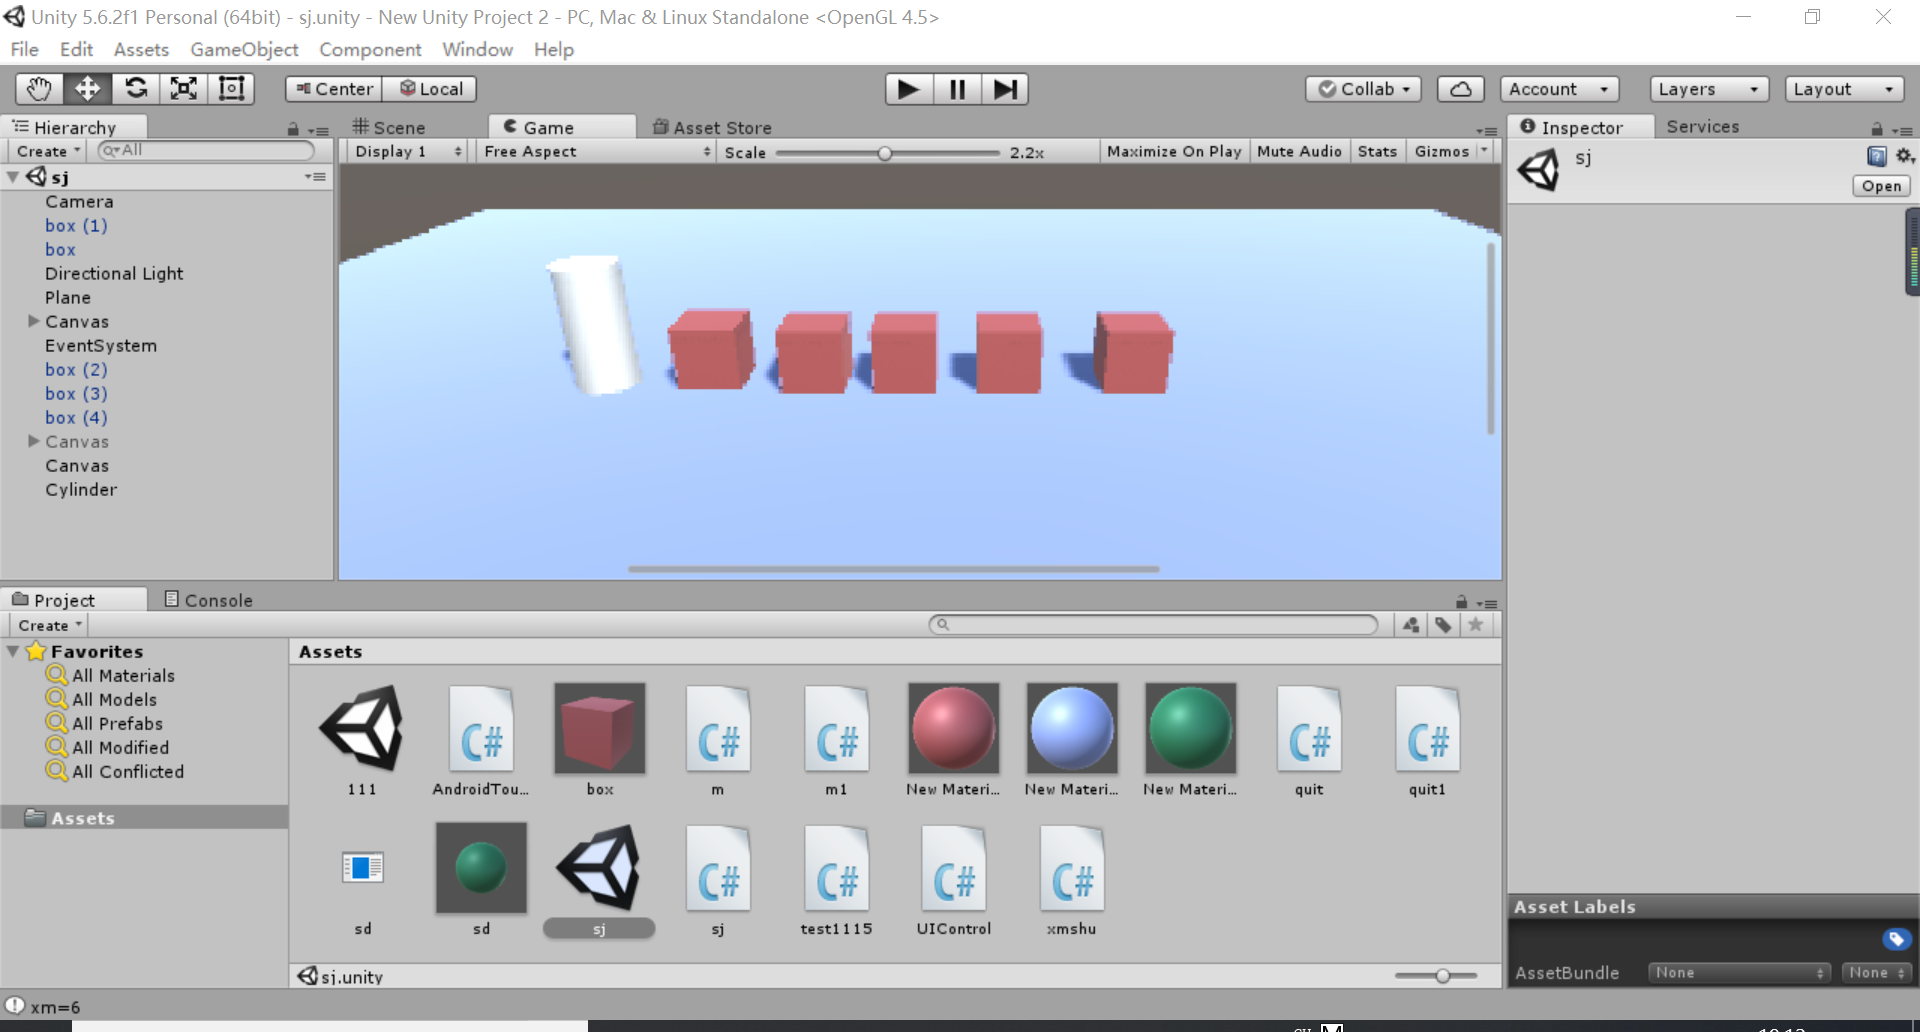 Unity 5.6.2f1 Personal (64bit) - sj.unity - New Unity Project 2 - PC, Mac & Linux Standalone <OpenGL 4.5>
File Edit Assets GameObject Component Window Help
Center Local Collab Account Layers Layout
Hierarchy
Create All
sj
Camera
box (1)
box
Directional Light
Plane
Canvas
EventSystem
box (2)
box (3)
box (4)
Canvas
Canvas
Cylinder
Scene Game Asset Store
Display 1 Free Aspect Scale 2.2x Maximize On Play Mute Audio Stats Gizmos
Inspector Services
sj
Open
Project Console
Create
Favorites
All Materials
All Models
All Prefabs
All Modified
All Conflicted
Assets
Assets
C# C# C# C# C#
111 AndroidTou... box m m1 New Materi... New Materi... New Materi... quit quit1
C# C# C# C#
sd sd sj sj test1115 UIControl xmshu
sj.unity
Asset Labels
AssetBundle None None
xm=6